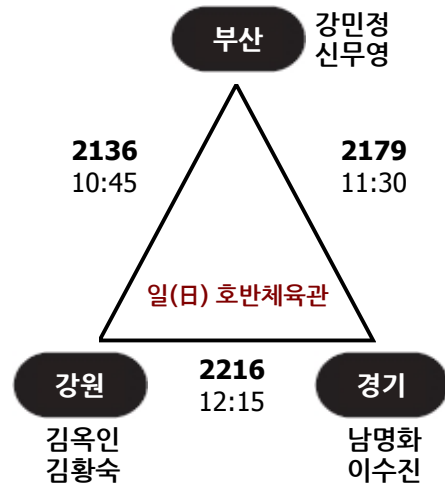 부산
강민정
신무영
2136
10:45
2179
11:30
일(日) 호반체육관
강원
2216
12:15
경기
김옥인
김황숙
남명화
이수진